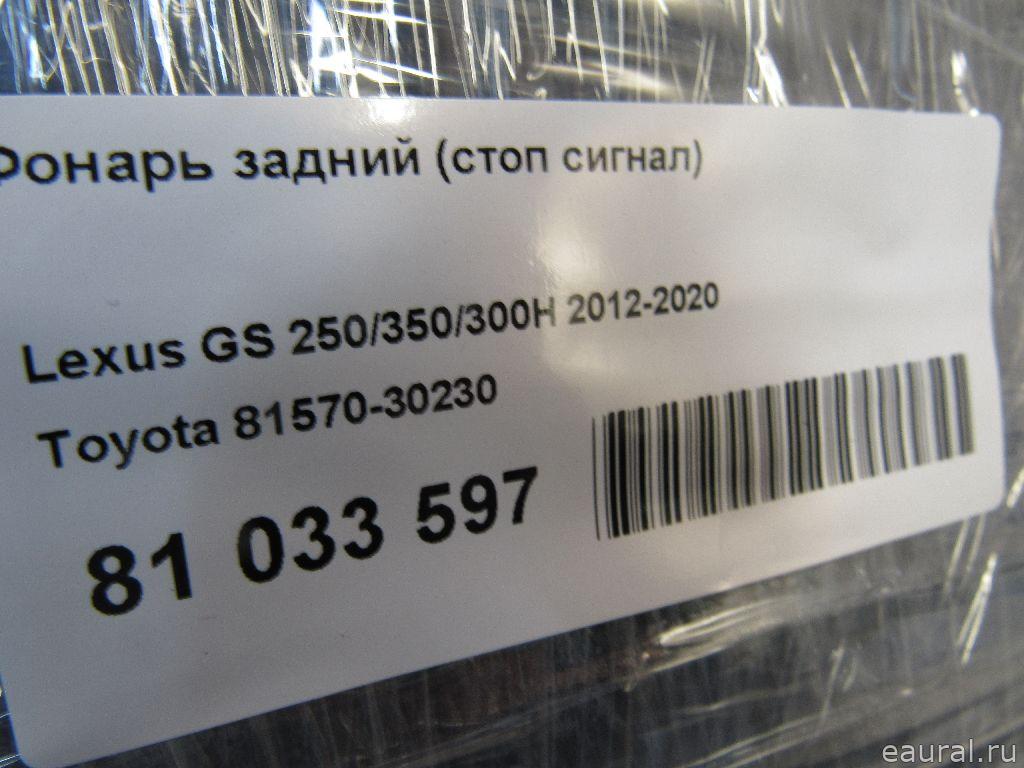 Фонарь задний (стоп сигнал)
Lexus GS 250/350/300H 2012-2020
Toyota 81570-30230
81 033 597
eaural.ru